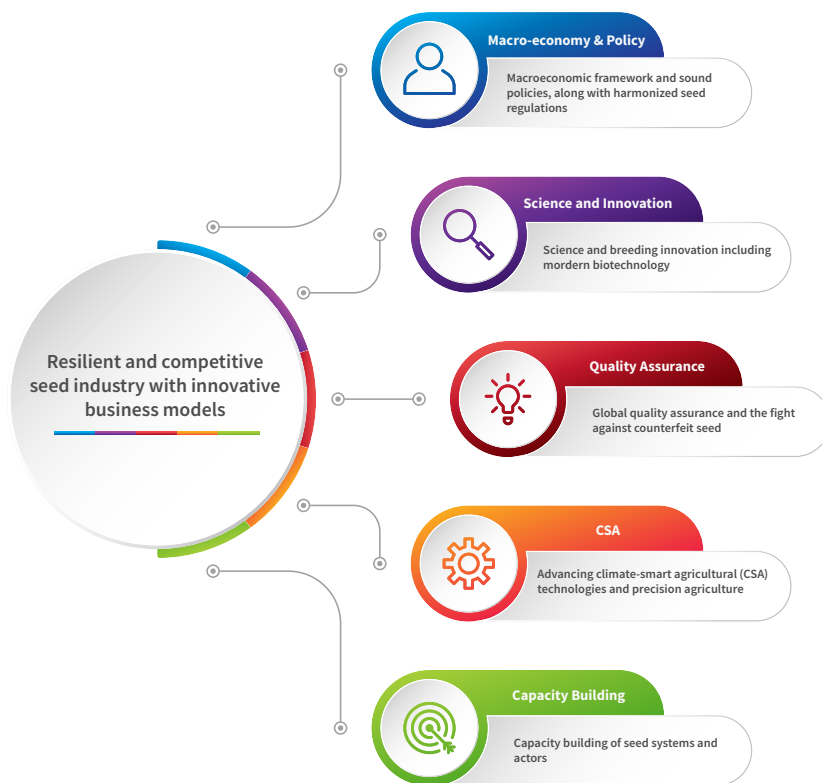 Macro-economy & Policy
Macroeconomic framework and sound
policies, along with harmonized seed
regulations
Science and Innovation
Science and breeding innovation including
mordern biotechnology
Resilient and competitive
seed industry with innovative
business models
Quality Assurance
Global quality assurance and the fight
against counterfeit seed
CSA
Advancing climate-smart agricultural (CSA)
technologies and precision agriculture
Capacity Building
Capacity building of seed systems and
actors